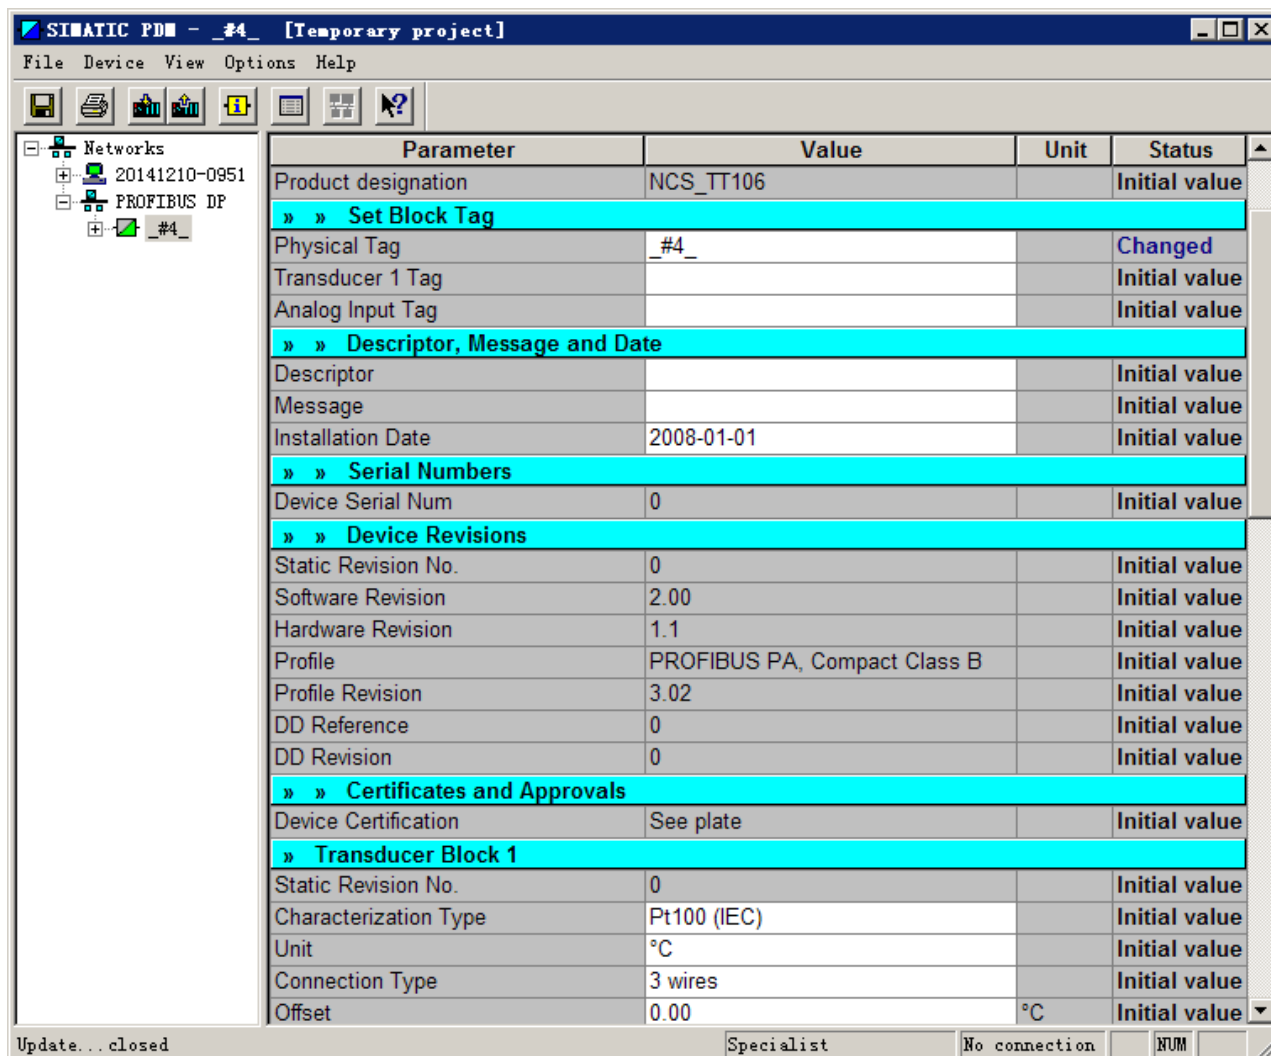 SIMATIC PDM - _#4_ [Temporary project]
File Device View Options Help
Networks
20141210-0951
PROFIBUS DP
_#4_
Parameter Value Unit Status
Product designation NCS_TT106 Initial value
» » Set Block Tag
Physical Tag _#4_ Changed
Transducer 1 Tag Initial value
Analog Input Tag Initial value
» » Descriptor, Message and Date
Descriptor Initial value
Message Initial value
Installation Date 2008-01-01 Initial value
» » Serial Numbers
Device Serial Num 0 Initial value
» » Device Revisions
Static Revision No. 0 Initial value
Software Revision 2.00 Initial value
Hardware Revision 1.1 Initial value
Profile PROFIBUS PA, Compact Class B Initial value
Profile Revision 3.02 Initial value
DD Reference 0 Initial value
DD Revision 0 Initial value
» » Certificates and Approvals
Device Certification See plate Initial value
» Transducer Block 1
Static Revision No. 0 Initial value
Characterization Type Pt100 (IEC) Initial value
Unit °C Initial value
Connection Type 3 wires Initial value
Offset 0.00 °C Initial value
Update...closed Specialist No connection NUM